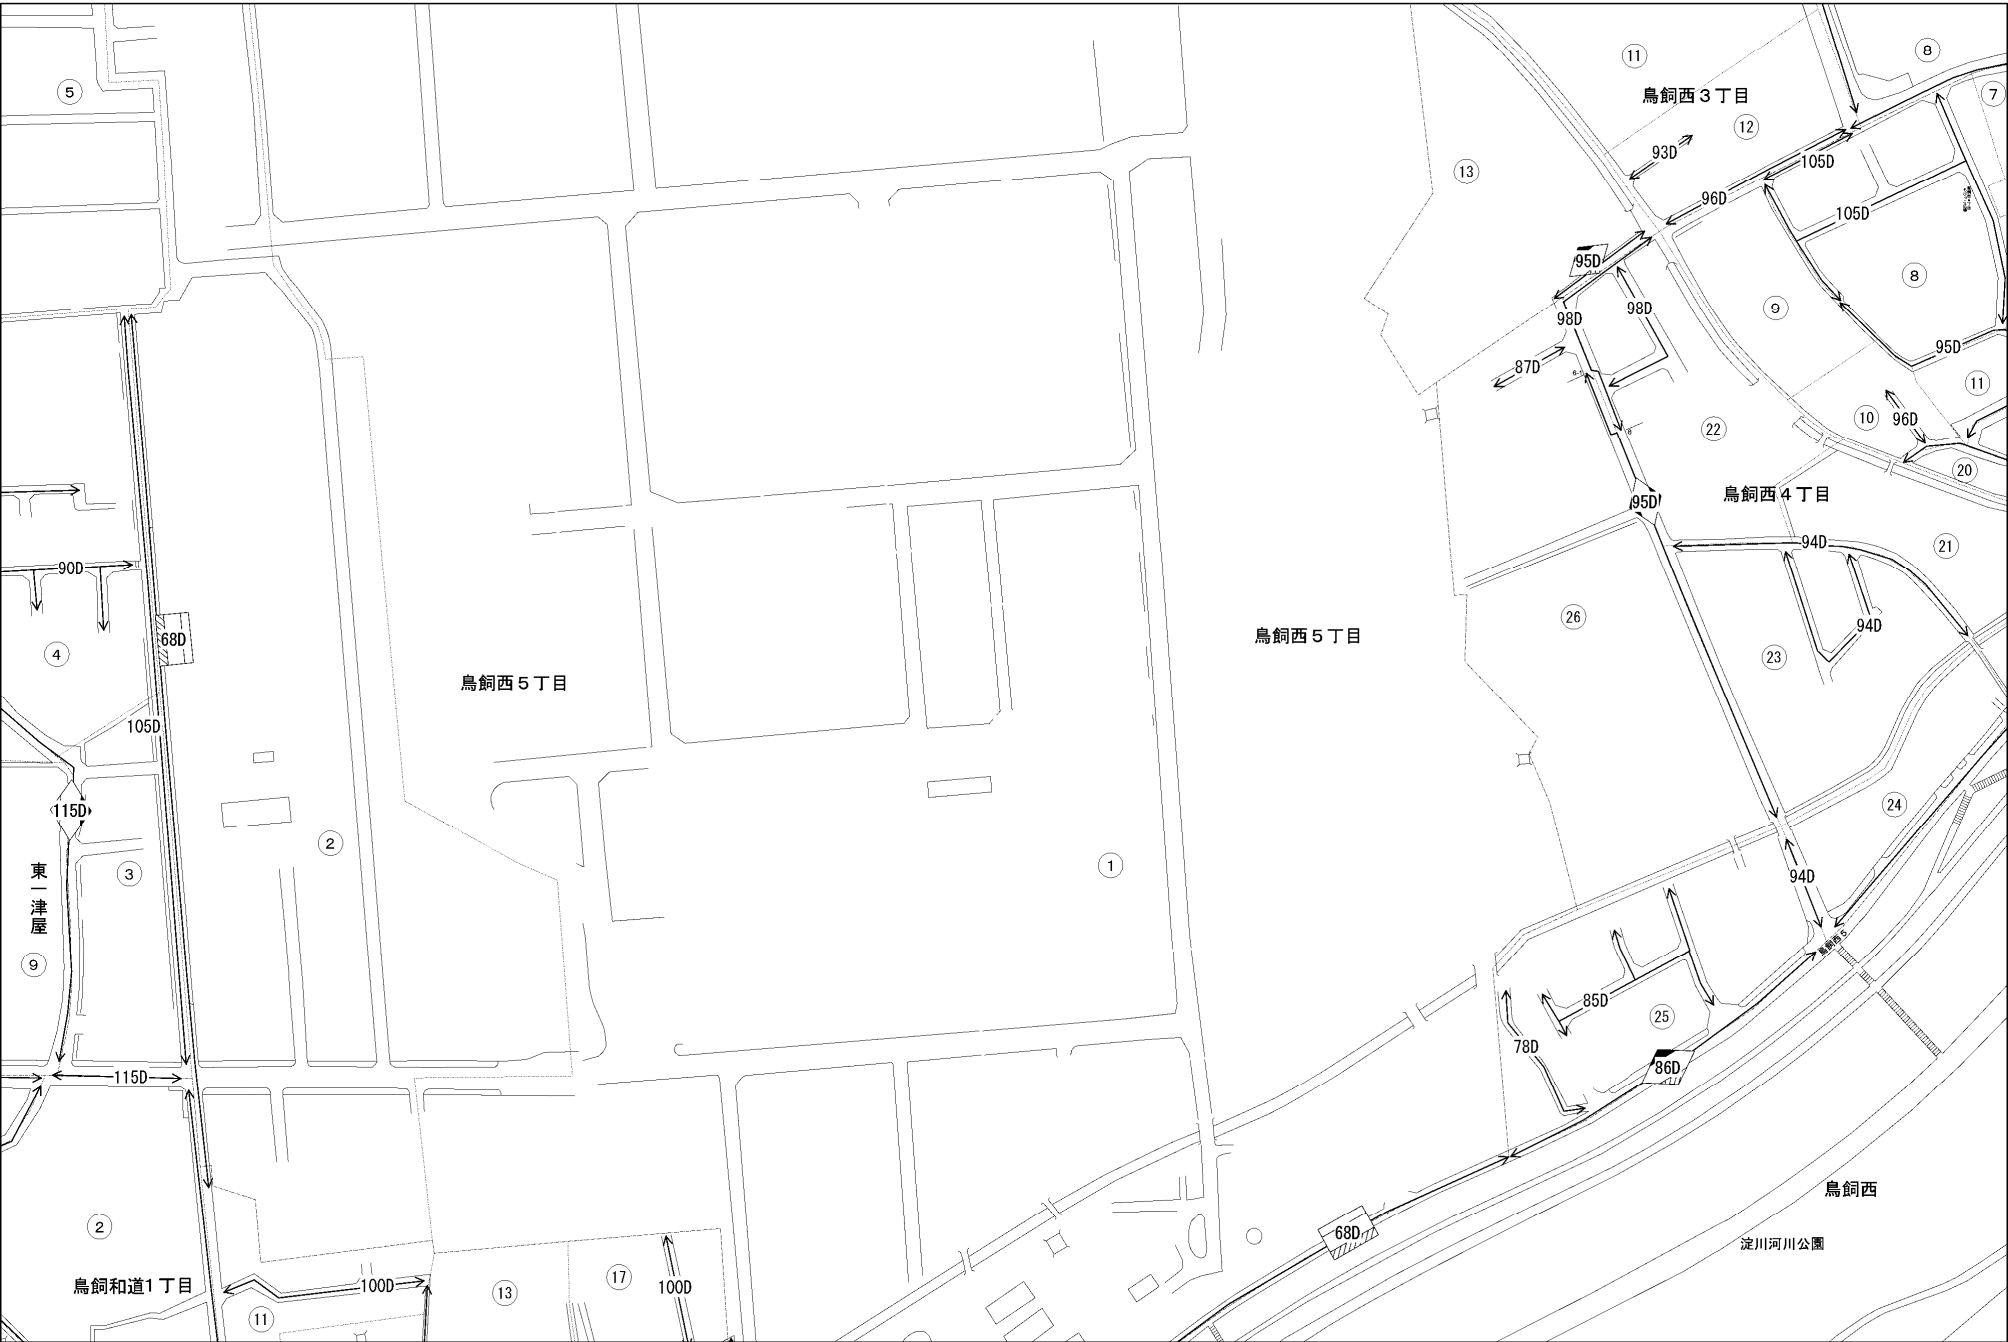 ⑧
⑪
鳥飼西３丁目
⑤
⑦
⑫
93D
105D
⑬
96D
105D
95D
⑧
98D
98D
⑨
95D
87D
⑪
⑩
96D
㉒
⑳
鳥飼西４丁目
95D
94D
㉑
90D
㉖
94D
68D
鳥飼西５丁目
④
㉓
鳥飼西５丁目
105D
115D
㉔
②
①
③
東一津屋
94D
鳥飼西５
⑨
85D
㉕
78D
86D
115D
鳥飼西
②
68D
淀川河川公園
鳥飼和道１丁目
100D
⑬
⑰
100D
⑪